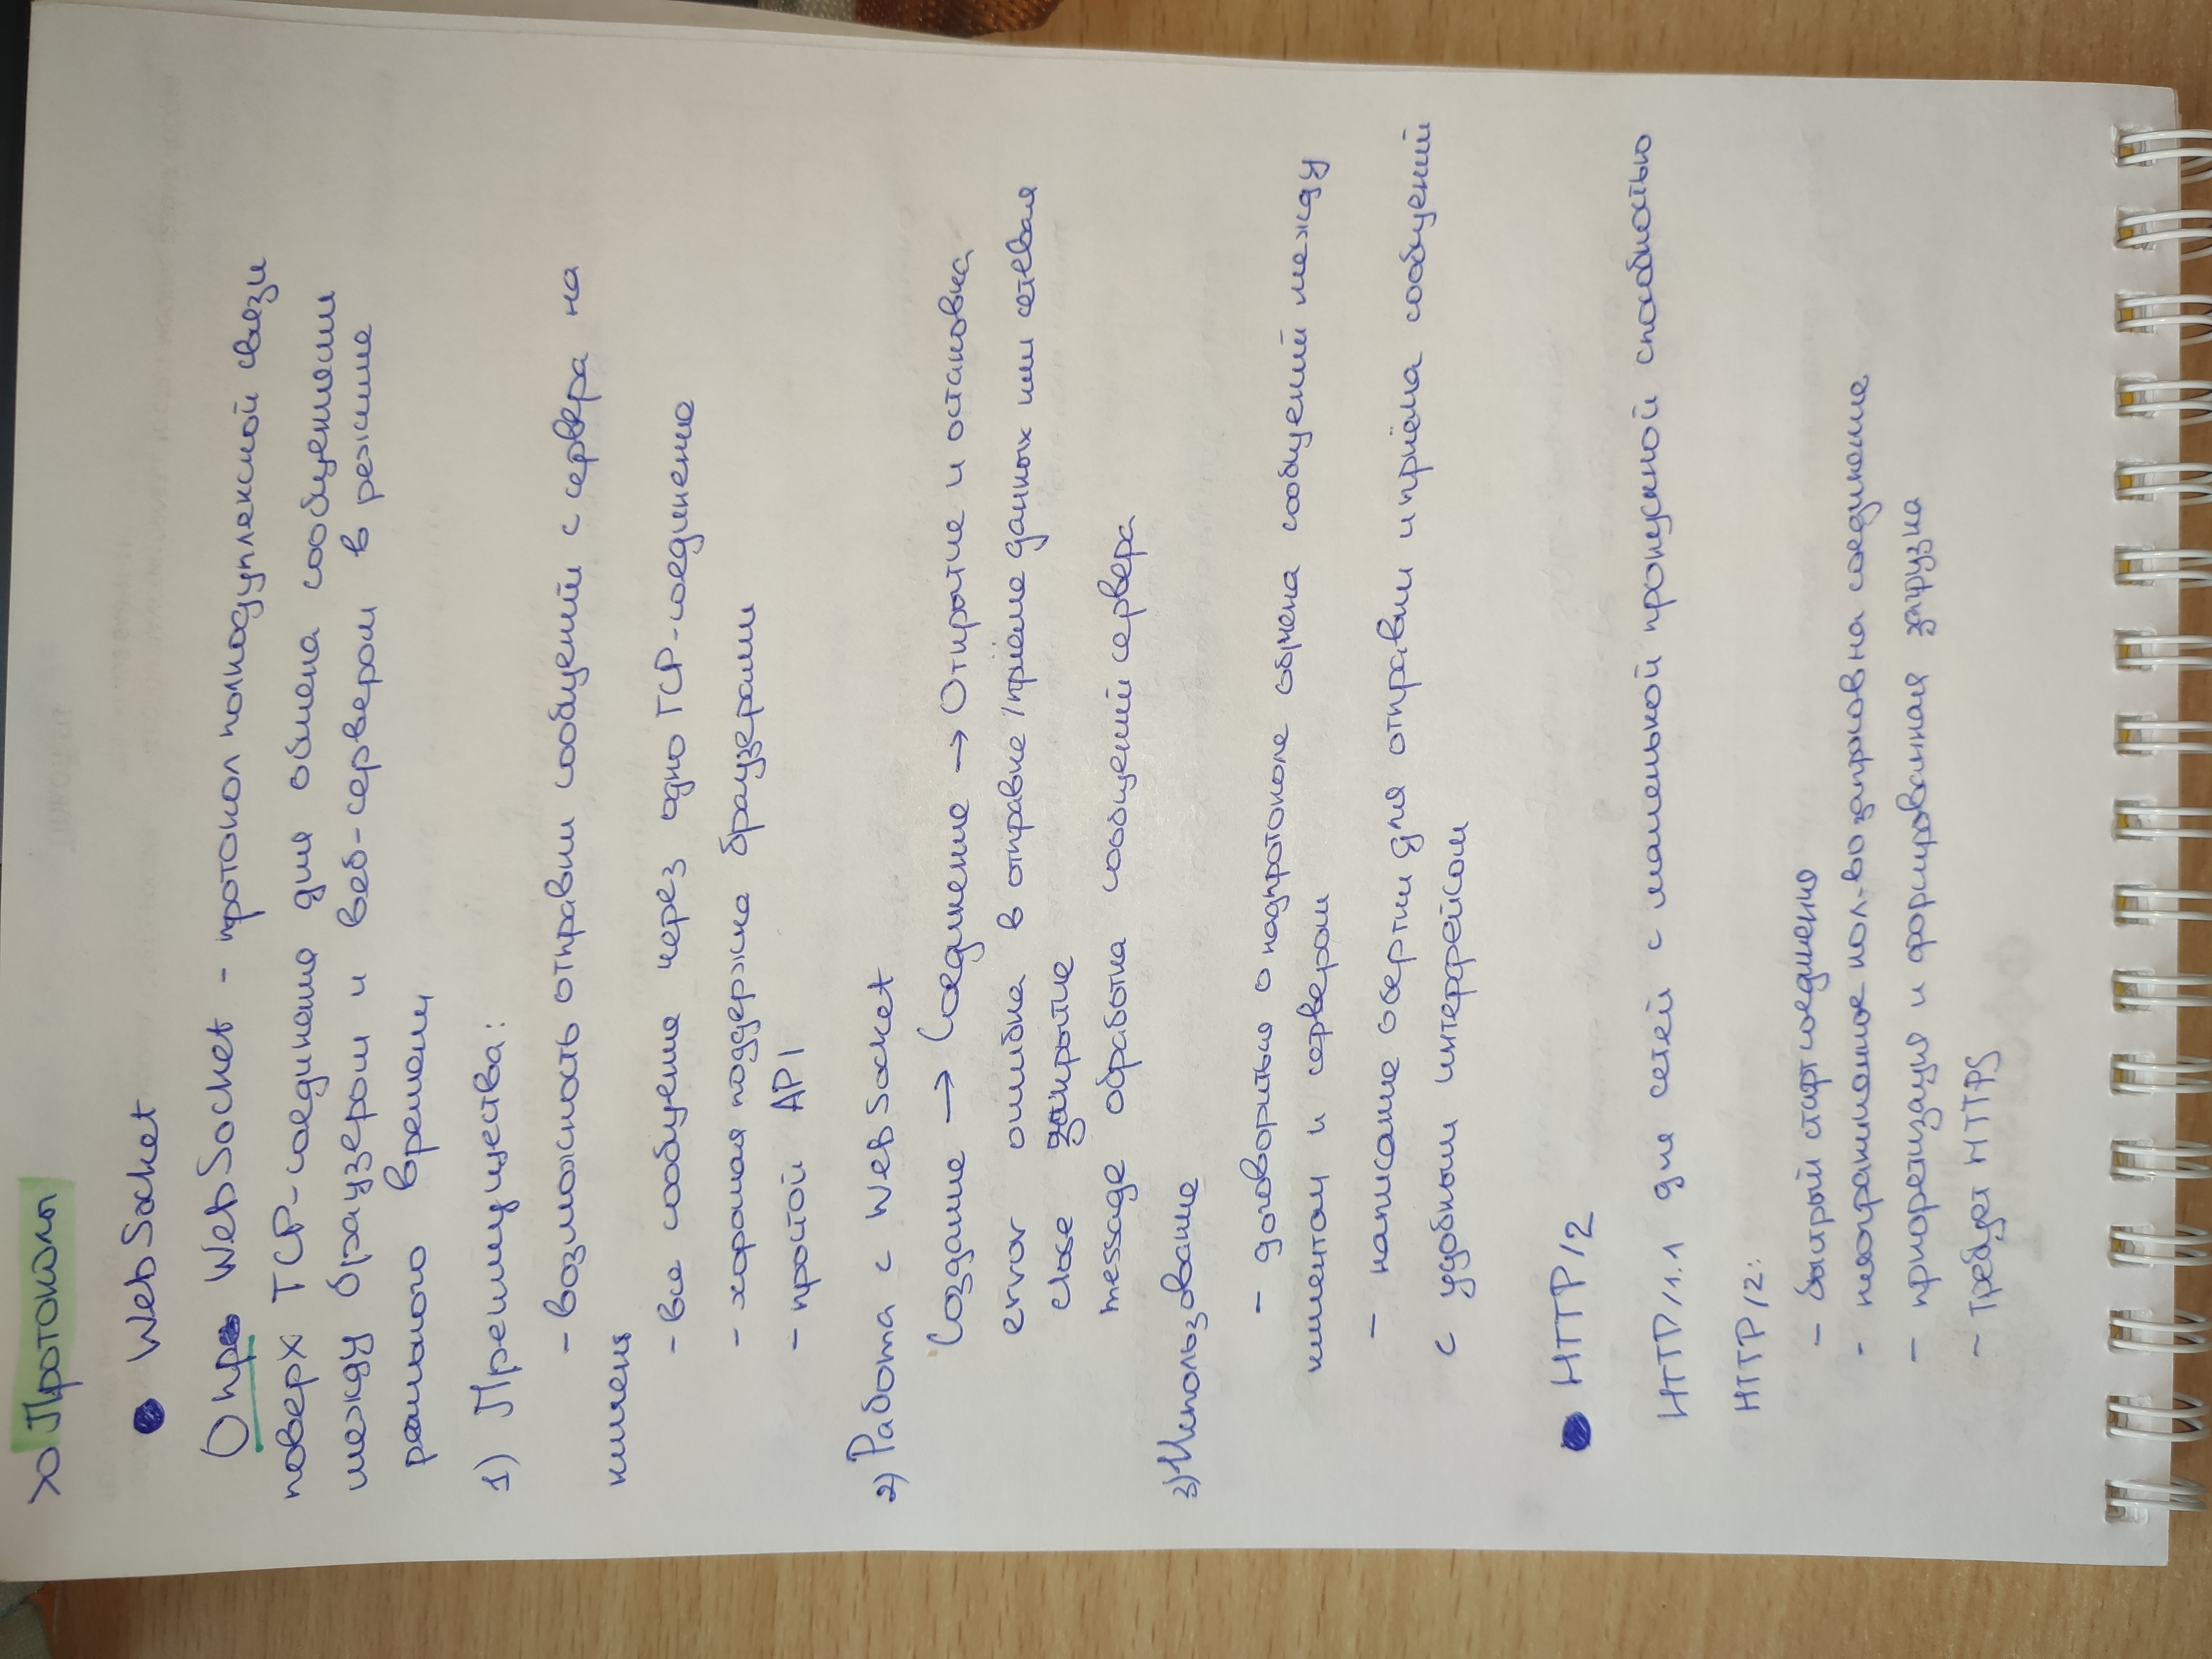 Протоколы
WebSocket
Опр WebSocket - протокол полнодуплексной связи
поверх TCP-соединения для обмена сообщениями
между браузером и веб-сервером в режиме
реального времени
1) Преимущества:
- возможность отправки сообщений с сервера на
клиент
- все сообщения через одно TCP-соединение
- хорошая поддержка браузерами
- простой API
2) Работа с WebSocket
Создание → Соединение → Открытие и остановка
error ошибка в отправке /приёме данных или сетевая
close закрытие
message обработка сообщений сервера
3) Использование
- договориться о надпротоколе обмена сообщений между
клиентом и сервером
- написание обертки для отправки и приёма сообщений
с удобным интерфейсом
HTTP/2
HTTP/1.1 для сетей с маленькой пропускной способностью
HTTP/2:
- быстрый старт соединения
- неограниченное кол-во запросов на соединение
- приоретизация и формированная загрузка
- требует HTTPS